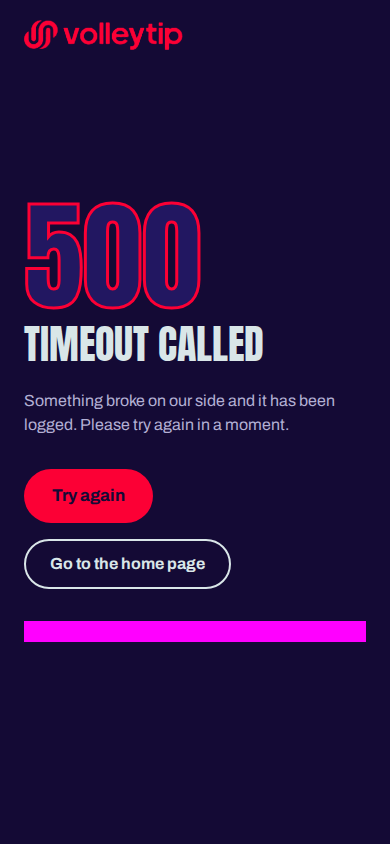 volleytip
500
TIMEOUT CALLED
Something broke on our side and it has been
logged. Please try again in a moment.
Try again
Go to the home page